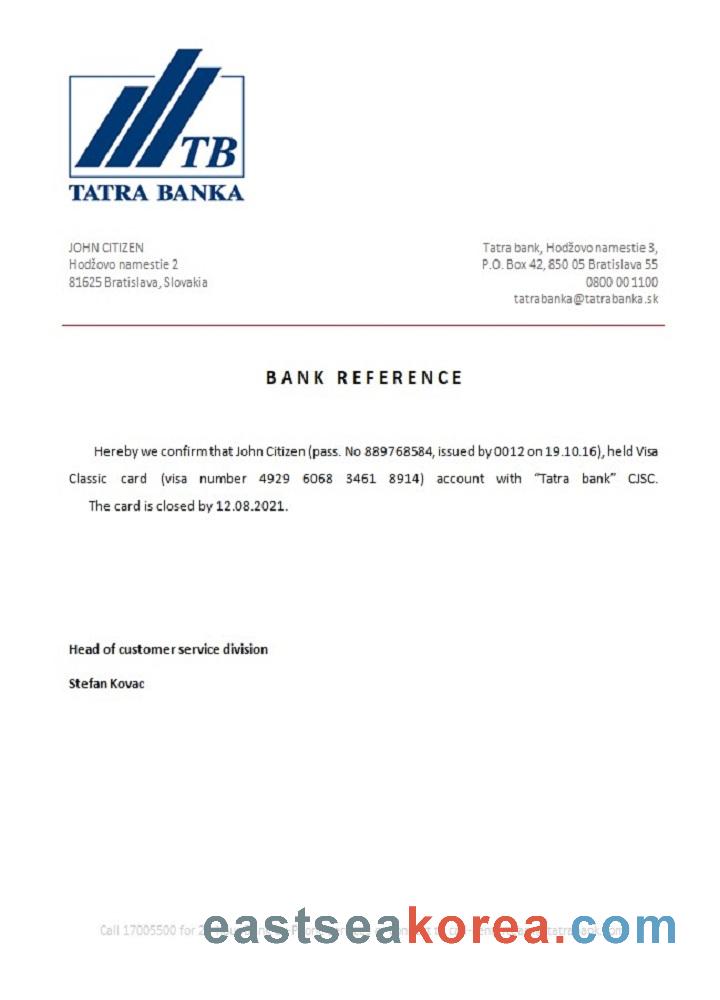 TB
TATRA BANKA
JOHN CITIZEN
Hodžovo namestie 2
81625 Bratislava, Slovakia
Tatra bank, Hodžovo namestie 3,
P.O. Box 42, 850 05 Bratislava 55
0800 00 1100
tatrabanka@tatrabanka.sk
BANK REFERENCE
Hereby we confirm that John Citizen (pass. No 889768584, issued by 0012 on 19.10.16), held Visa
Classic card (visa number 4929 6068 3461 8914) account with “Tatra bank” CJSC.
The card is closed by 12.08.2021.
Head of customer service division
Stefan Kovac
Call 17005500 for
eastseakorea.com